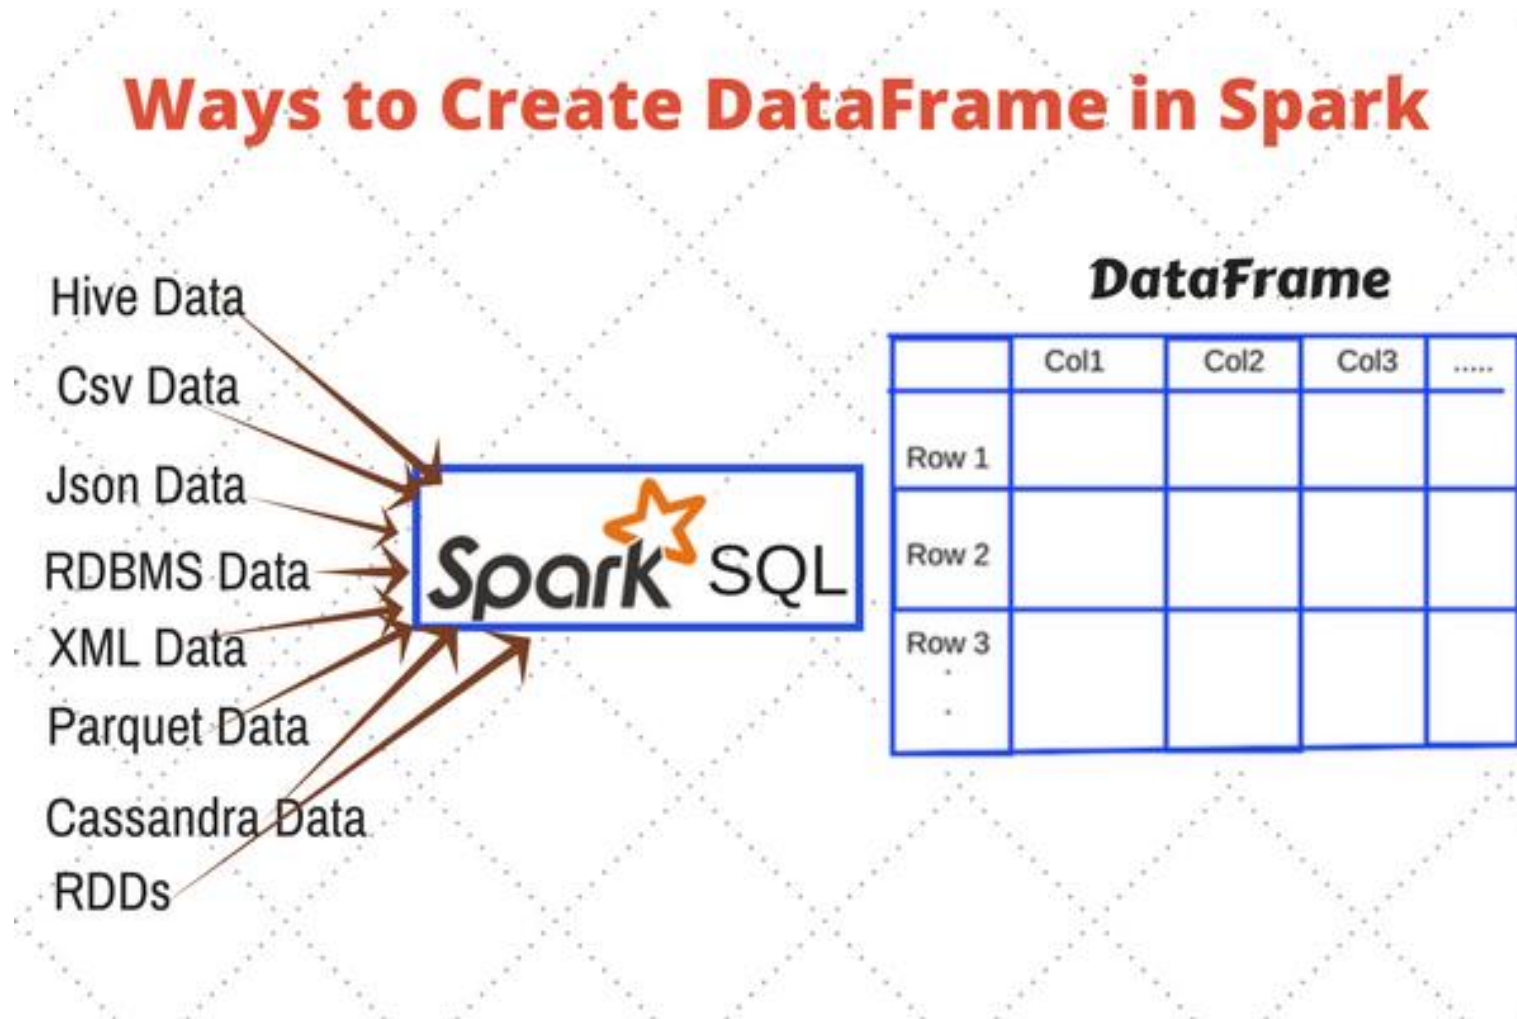 Ways to Create DataFrame in Spark
Hive Data
Csv Data
Json Data
RDBMS Data
XML Data
Parquet Data
Cassandra Data
RDDs
Spark SQL
DataFrame
Col1 Col2 Col3 .....
Row 1
Row 2
Row 3
.
.